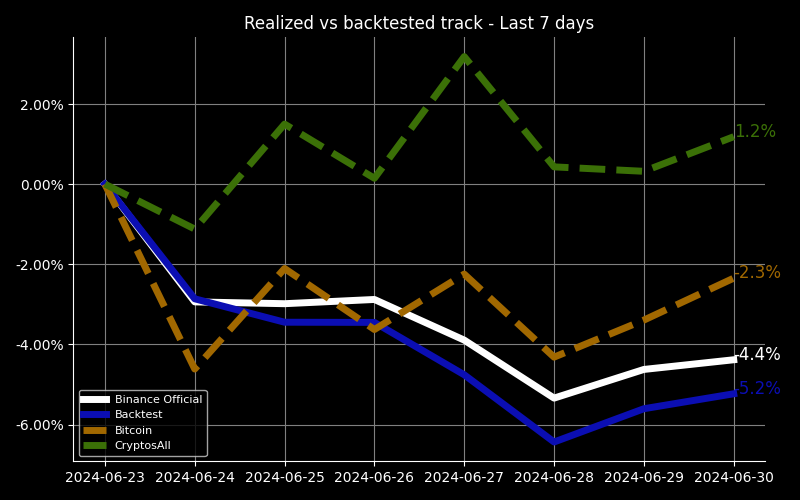 Realized vs backtested track - Last 7 days
2.00%
0.00%
-2.00%
-4.00%
-6.00%
1.2%
-2.3%
-4.4%
-5.2%
Binance Official
Backtest
Bitcoin
CryptosAll
2024-06-23 2024-06-24 2024-06-25 2024-06-26 2024-06-27 2024-06-28 2024-06-29 2024-06-30